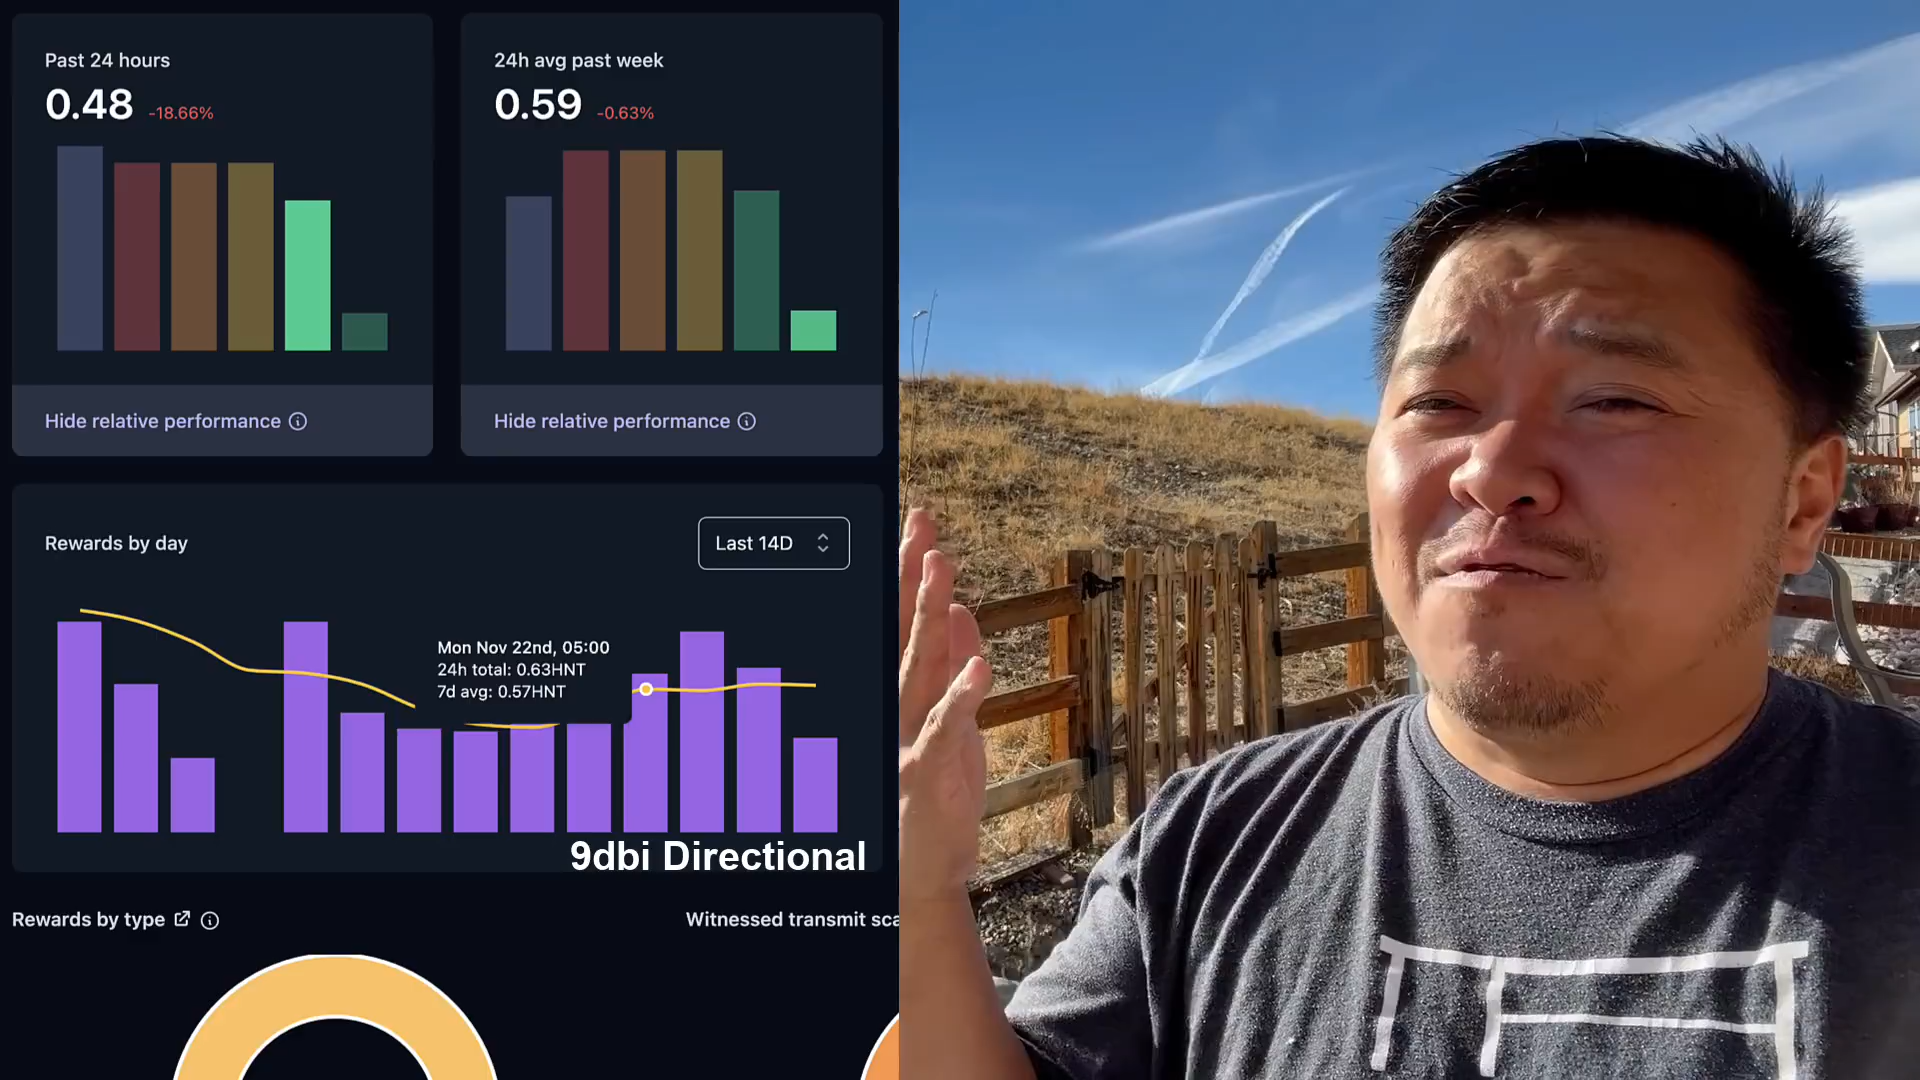 Past 24 hours
0.48 -18.66%
Hide relative performance
24h avg past week
0.59 -0.63%
Hide relative performance
Rewards by day
Last 14D
Mon Nov 22nd, 05:00
24h total: 0.63HNT
7d avg: 0.57HNT
9dbi Directional
Rewards by type
Witnessed transmit sca